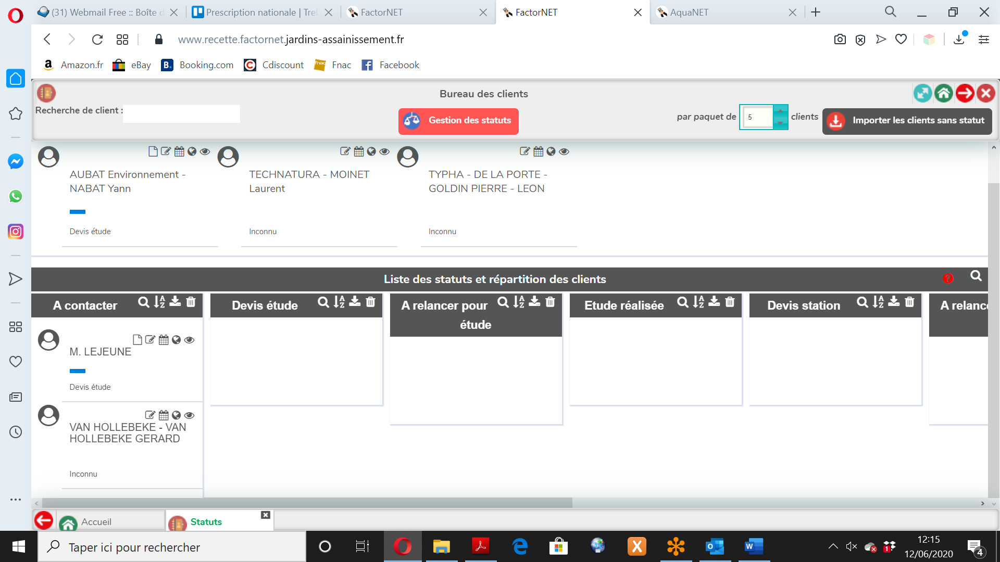 (31) Webmail Free :: Boîte d
Prescription nationale | Trel
FactorNET
FactorNET
AquaNET
www.recette.factornet.jardins-assainissement.fr
Amazon.fr
eBay
Booking.com
Cdiscount
Fnac
Facebook
Bureau des clients
Recherche de client :
Gestion des statuts
par paquet de 5 clients
Importer les clients sans statut
AUBAT Environnement -
NABAT Yann
Devis étude
TECHNATURA - MOINET
Laurent
Inconnu
TYPHA - DE LA PORTE -
GOLDIN PIERRE - LEON
Inconnu
Liste des statuts et répartition des clients
A contacter
Devis étude
A relancer pour
étude
Etude réalisée
Devis station
A relanc
M. LEJEUNE
Devis étude
VAN HOLLEBEKE - VAN
HOLLEBEKE GERARD
Inconnu
Accueil
Statuts
Taper ici pour rechercher
12:15
12/06/2020
4